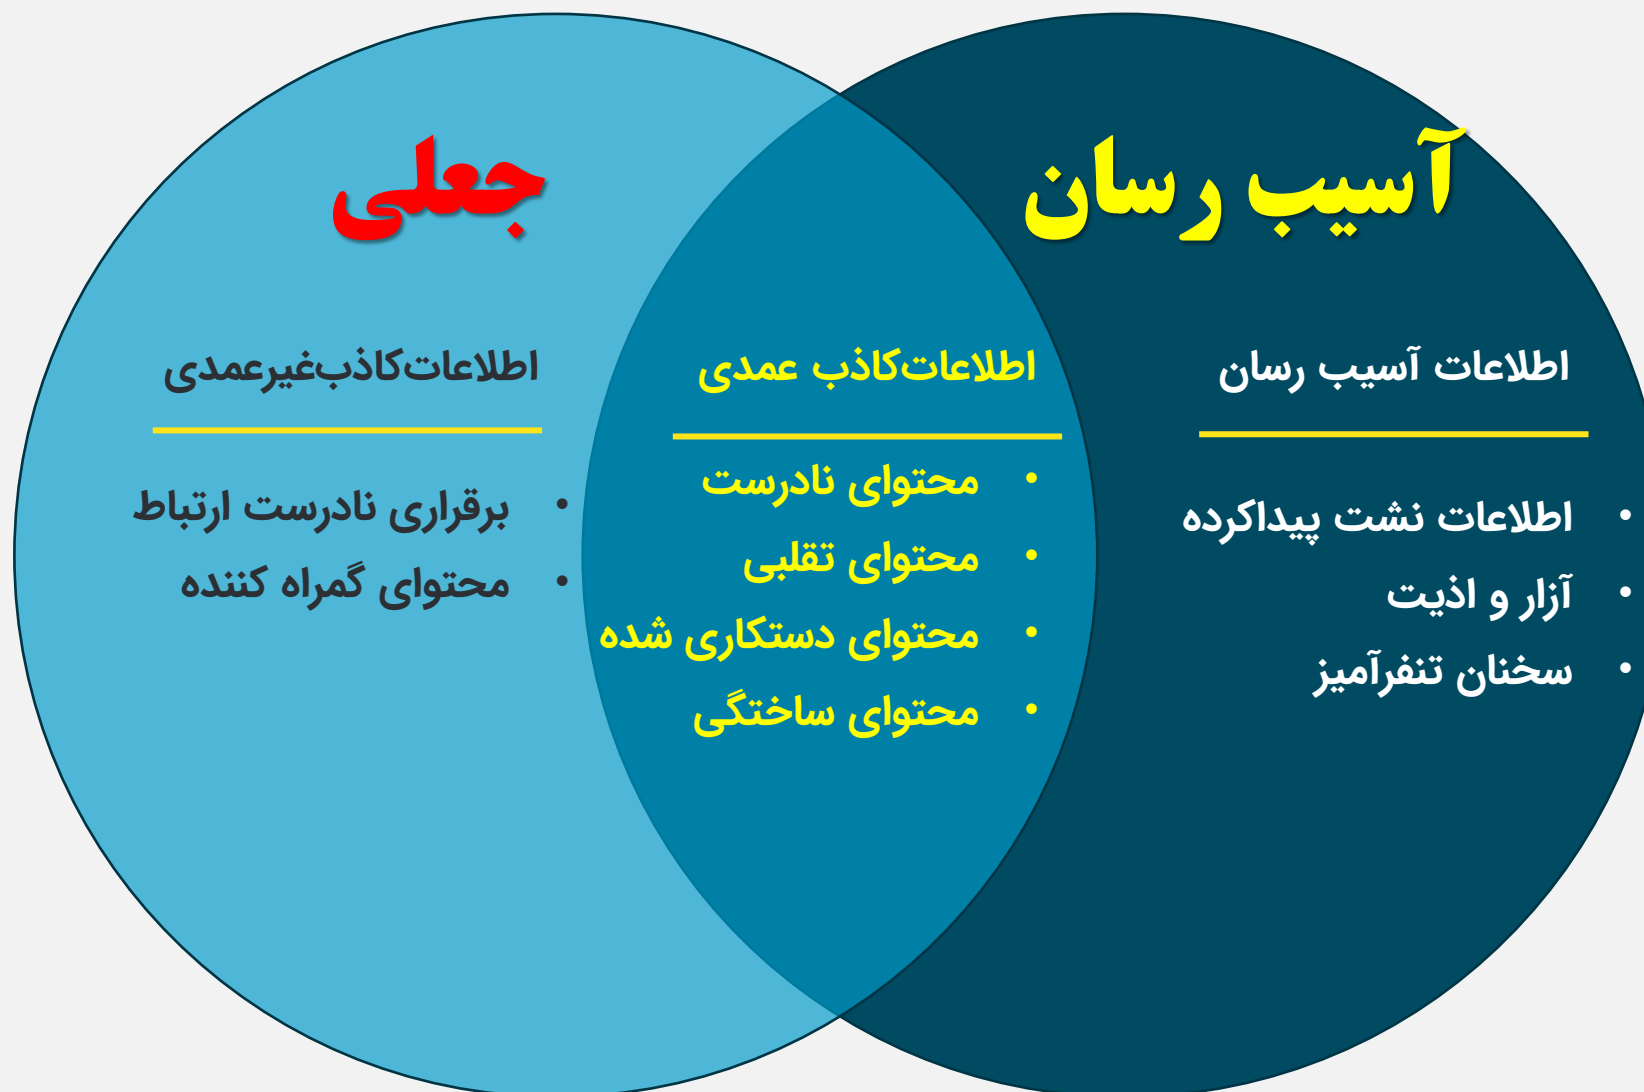 آسیب رسان
جعلی
اطلاعات آسیب رسان
• اطلاعات نشت پیداکرده
• آزار و اذیت
• سخنان تنفرآمیز
اطلاعات‌کاذب عمدی
• محتوای نادرست
• محتوای تقلبی
• محتوای دستکاری شده
• محتوای ساختگی
اطلاعات‌کاذب‌غیرعمدی
• برقراری نادرست ارتباط
• محتوای گمراه کننده